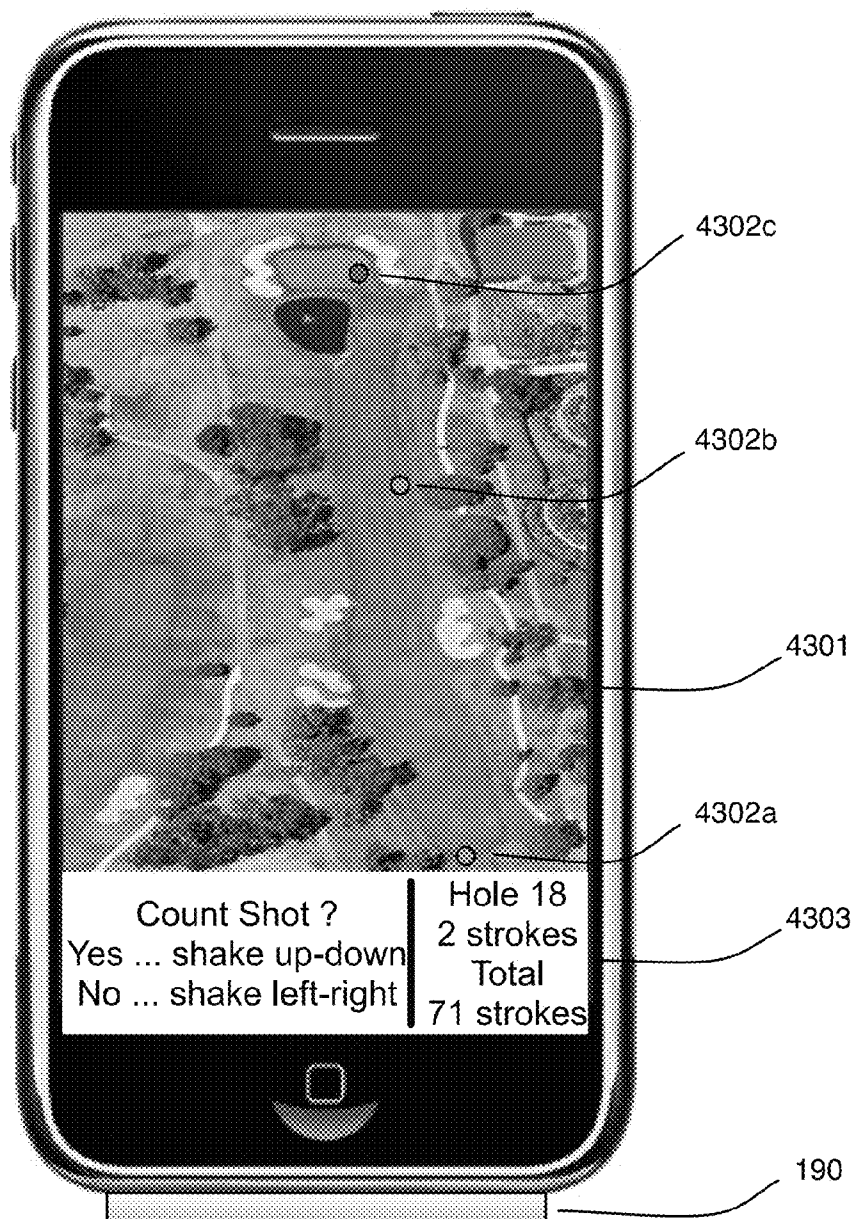 4302c
4302b
4301
4302a
Count Shot ?
Yes ... shake up-down
No ... shake left-right
Hole 18
2 strokes
Total
71 strokes
4303
190